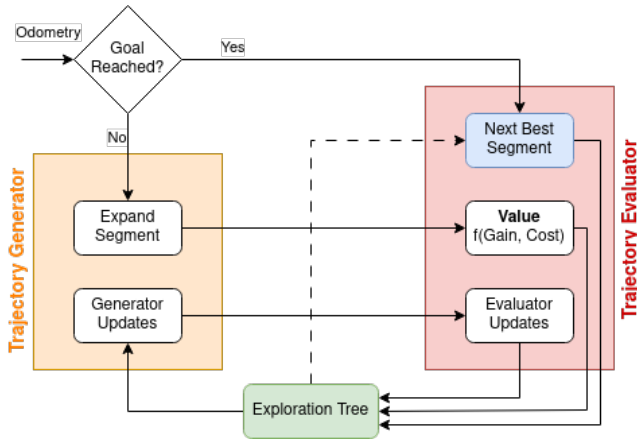 Odometry
Goal
Reached?
Yes
No
Next Best
Segment
Trajectory Generator
Trajectory Evaluator
Expand
Segment
Value
f(Gain, Cost)
Generator
Updates
Evaluator
Updates
Exploration Tree